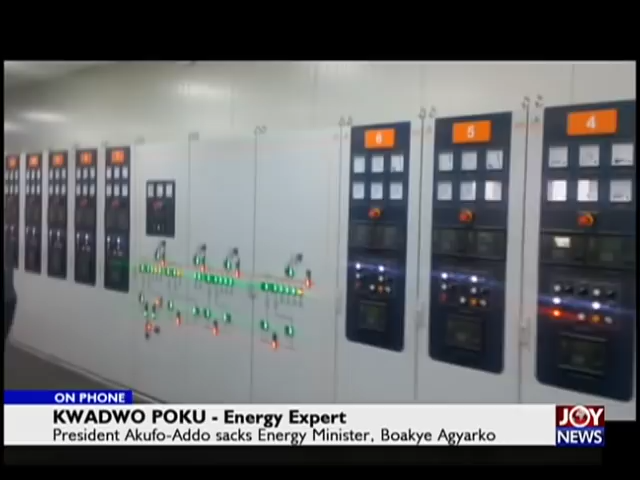 6
5
4
ON PHONE
KWADWO POKU - Energy Expert
President Akufo-Addo sacks Energy Minister, Boakye Agyarko
JOY
NEWS